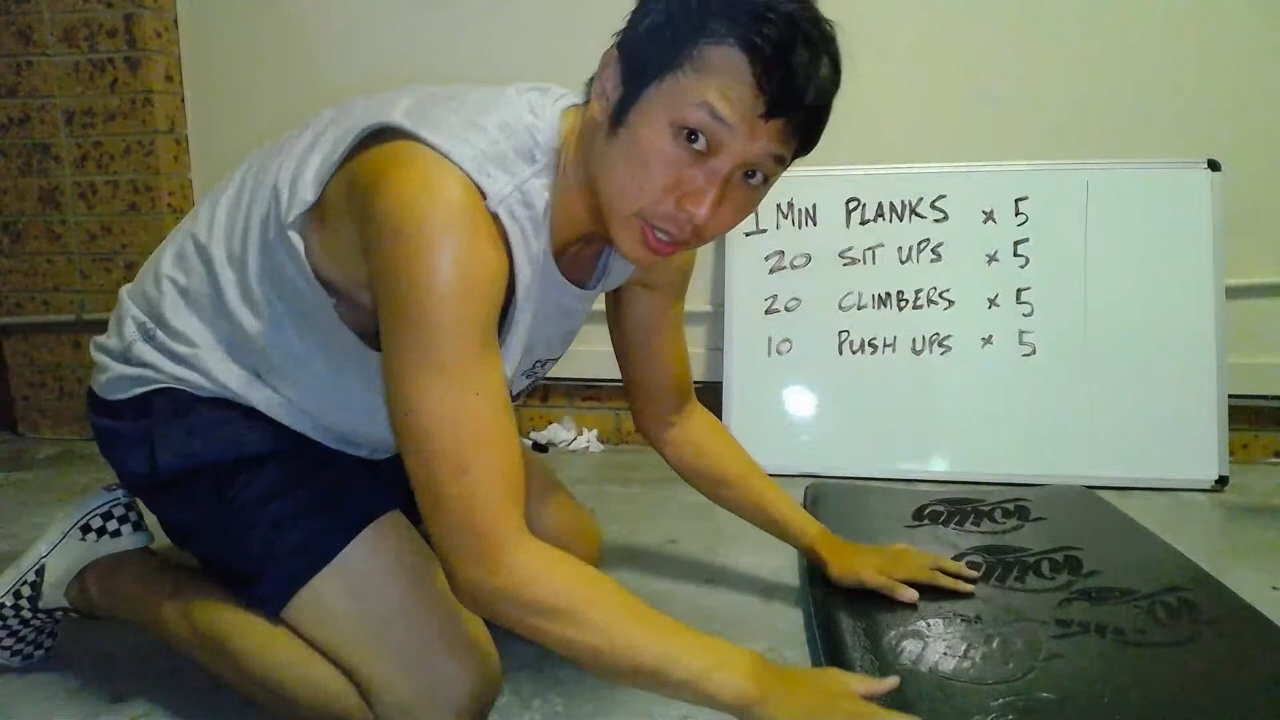 1 MIN PLANKS x 5
20 SIT UPS x 5
20 CLIMBERS x 5
10 PUSH UPS x 5